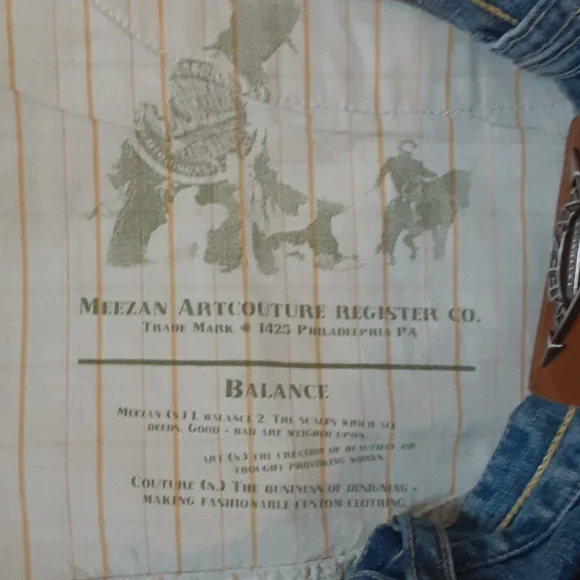 MEEZAN ARTCOUTURE REGISTER CO.
TRADE MARK # 1425 PHILADELPHIA PA
BALANCE
MEEZAN (N.) 1. BALANCE 2. THE SCALES WHICH ALL
DEEDS, GOOD + BAD ARE WEIGHED UPON.
ART (N.) THE CREATION OF BEAUTIFUL OR
THOUGHT PROVOKING WORKS.
COUTURE (N.) THE BUSINESS OF DESIGNING +
MAKING FASHIONABLE CUSTOM CLOTHING